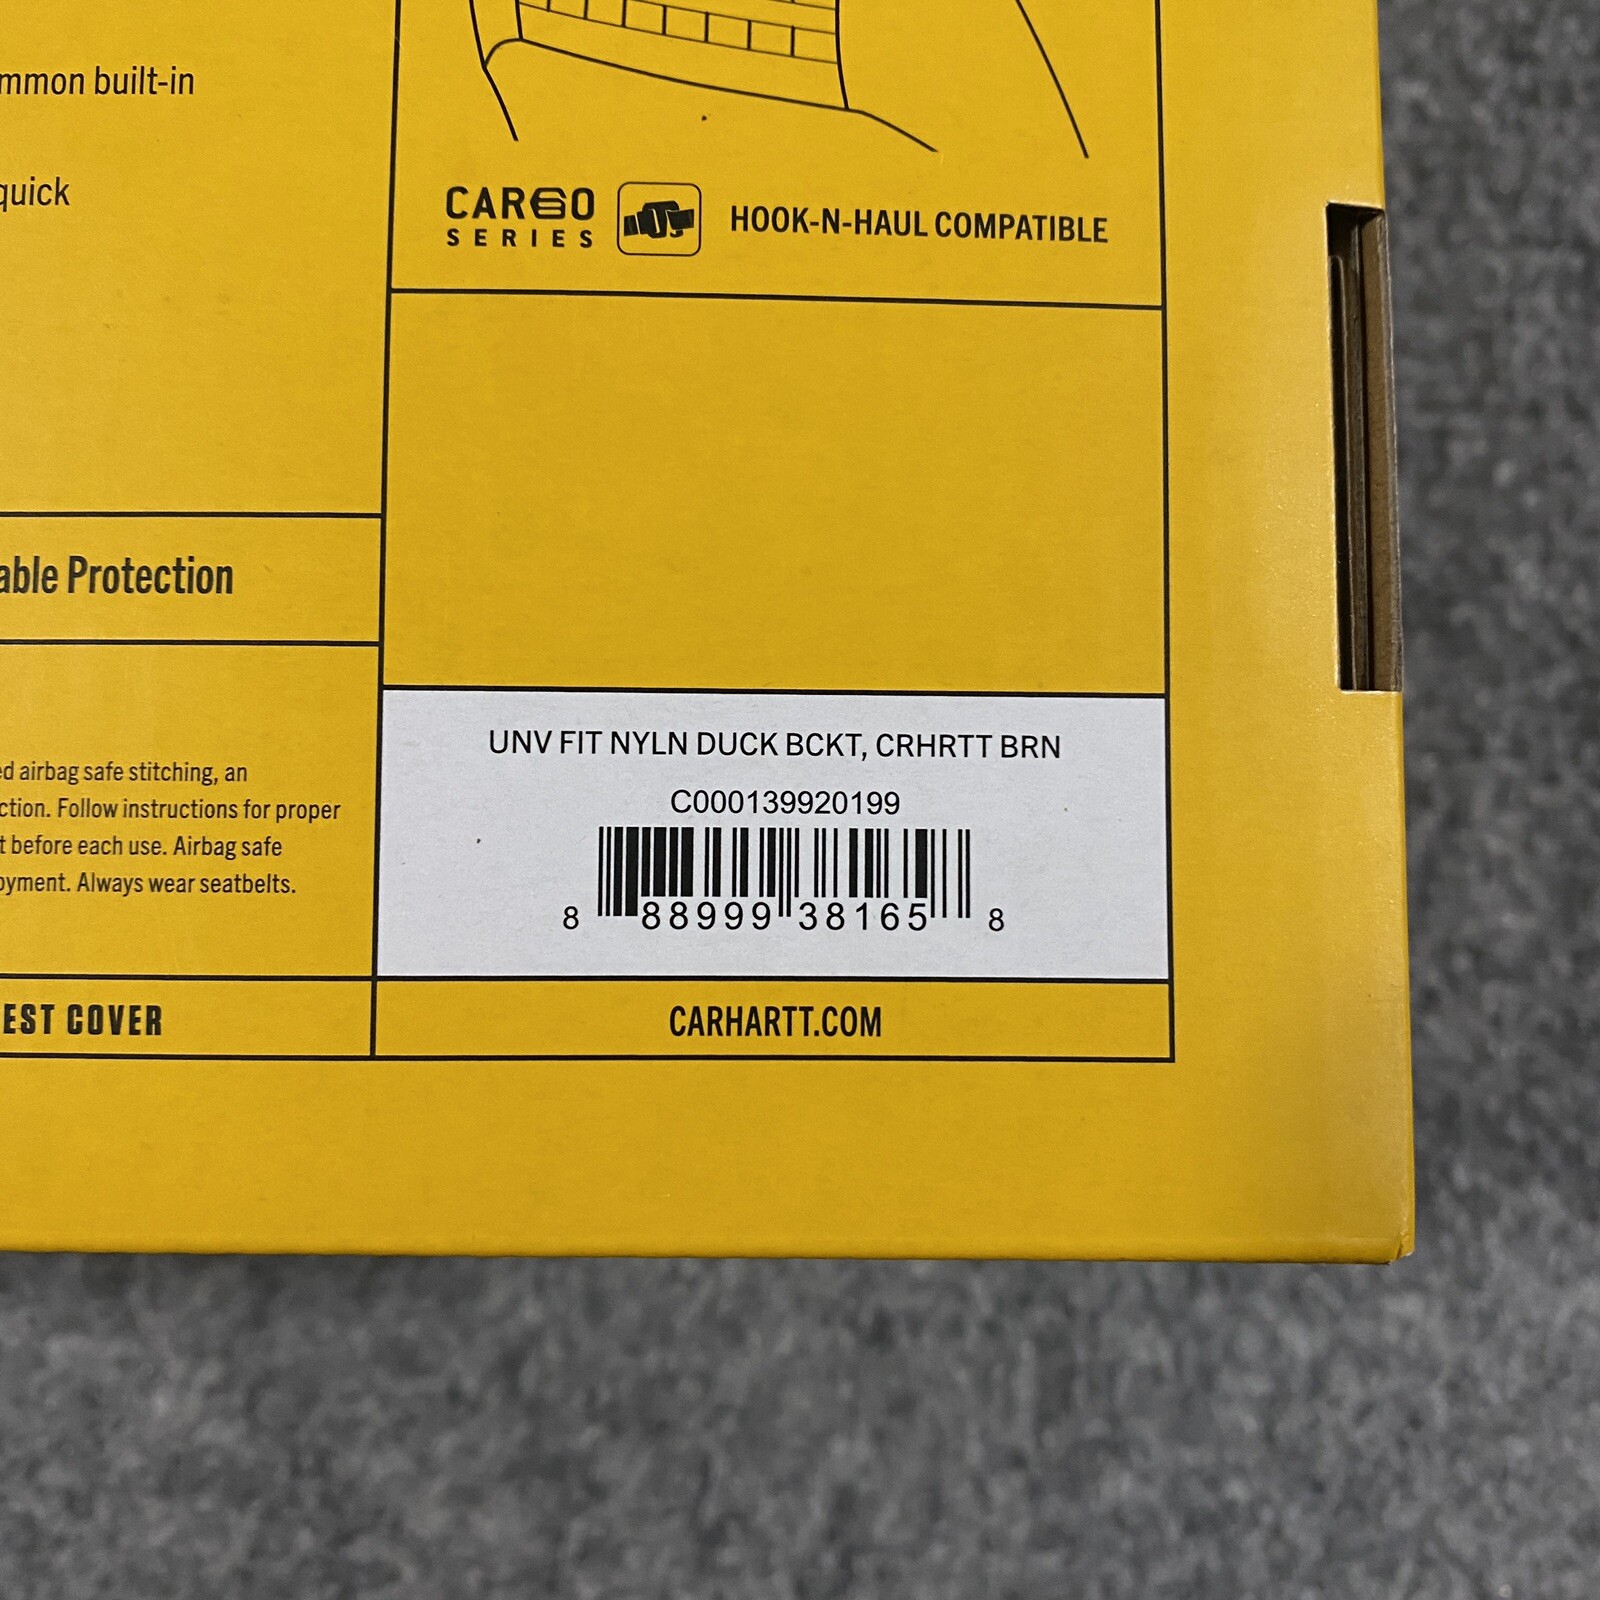 mmon built-in
quick
able Protection
ed airbag safe stitching, an
ction. Follow instructions for proper
t before each use. Airbag safe
oyment. Always wear seatbelts.
EST COVER
CARGO
SERIES
HOOK-N-HAUL COMPATIBLE
UNV FIT NYLN DUCK BCKT, CRHRTT BRN
C000139920199
8 88999 38165 8
CARHARTT.COM